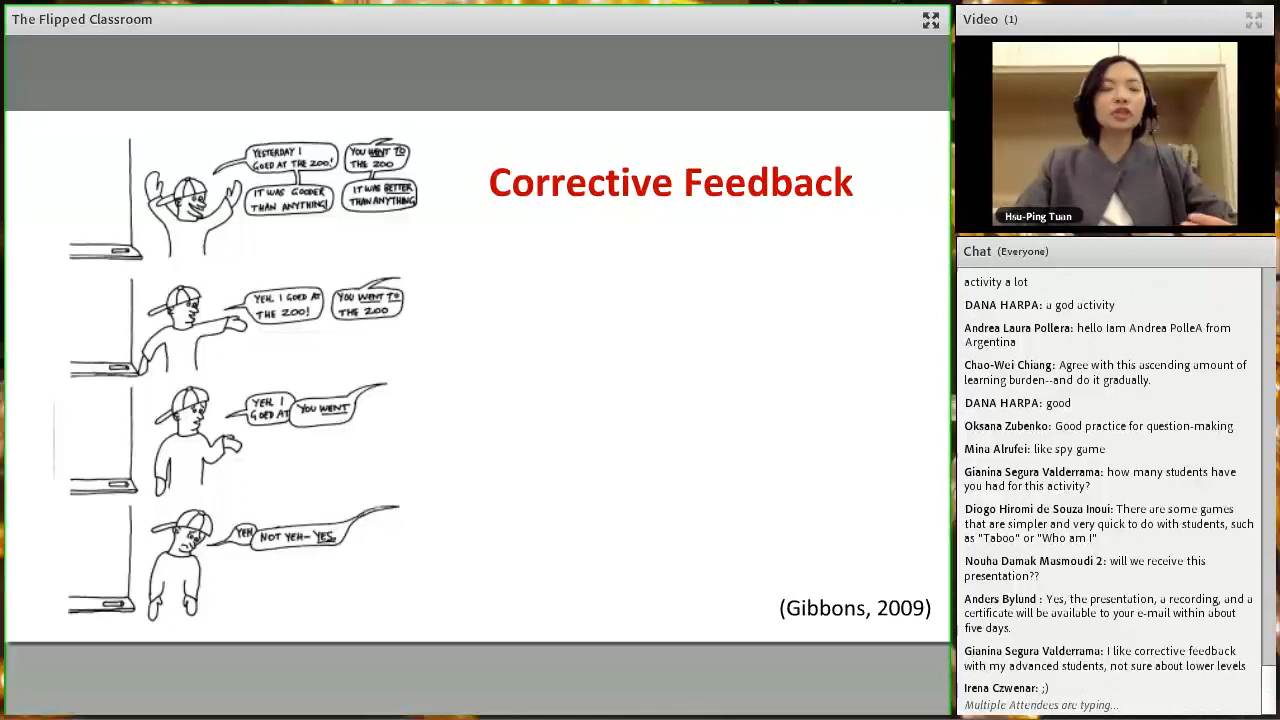 The Flipped Classroom
YESTERDAY I
GOED AT THE ZOO!
YOU WENT TO
THE ZOO
IT WAS GOODER
THAN ANYTHING!
IT WAS BETTER
THAN ANYTHING
YEH. I GOED AT
THE ZOO!
YOU WENT TO
THE ZOO
YEH. I
GOED AT
YOU WENT
YEH
NOT YEH– YES.
Corrective Feedback
(Gibbons, 2009)
Video (1)
Hsu-Ping Tuan
Chat (Everyone)
activity a lot
DANA HARPA: a god activity
Andrea Laura Pollera: hello Iam Andrea PolleA from
Argentina
Chao-Wei Chiang: Agree with this ascending amount of
learning burden--and do it gradually.
DANA HARPA: good
Oksana Zubenko: Good practice for question-making
Mina Alrufei: like spy game
Gianina Segura Valderrama: how many students have
you had for this activity?
Diogo Hiromi de Souza Inoui: There are some games
that are simpler and very quick to do with students, such
as "Taboo" or "Who am I"
Nouha Damak Masmoudi 2: will we receive this
presentation??
Anders Bylund : Yes, the presentation, a recording, and a
certificate will be available to your e-mail within about
five days.
Gianina Segura Valderrama: I like corrective feedback
with my advanced students, not sure about lower levels
Irena Czwenar: ;)
Multiple Attendees are typing...